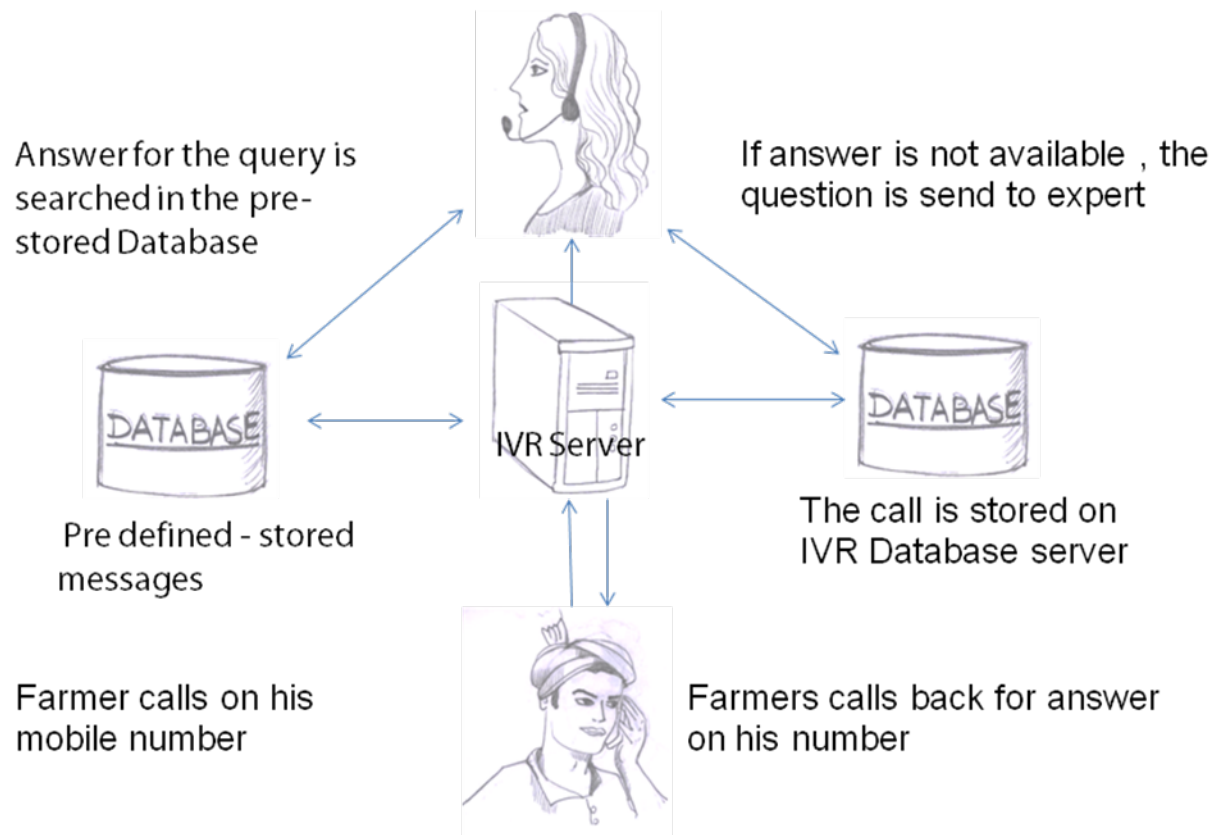 Answer for the query is
searched in the pre-
stored Database
If answer is not available , the
question is send to expert
DATABASE
IVR Server
DATABASE
Pre defined - stored
messages
The call is stored on
IVR Database server
Farmer calls on his
mobile number
Farmers calls back for answer
on his number